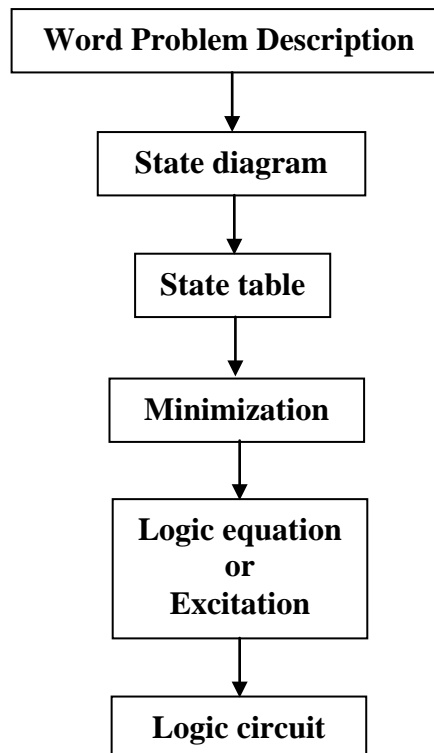 Word Problem Description
State diagram
State table
Minimization
Logic equation
or
Excitation
Logic circuit